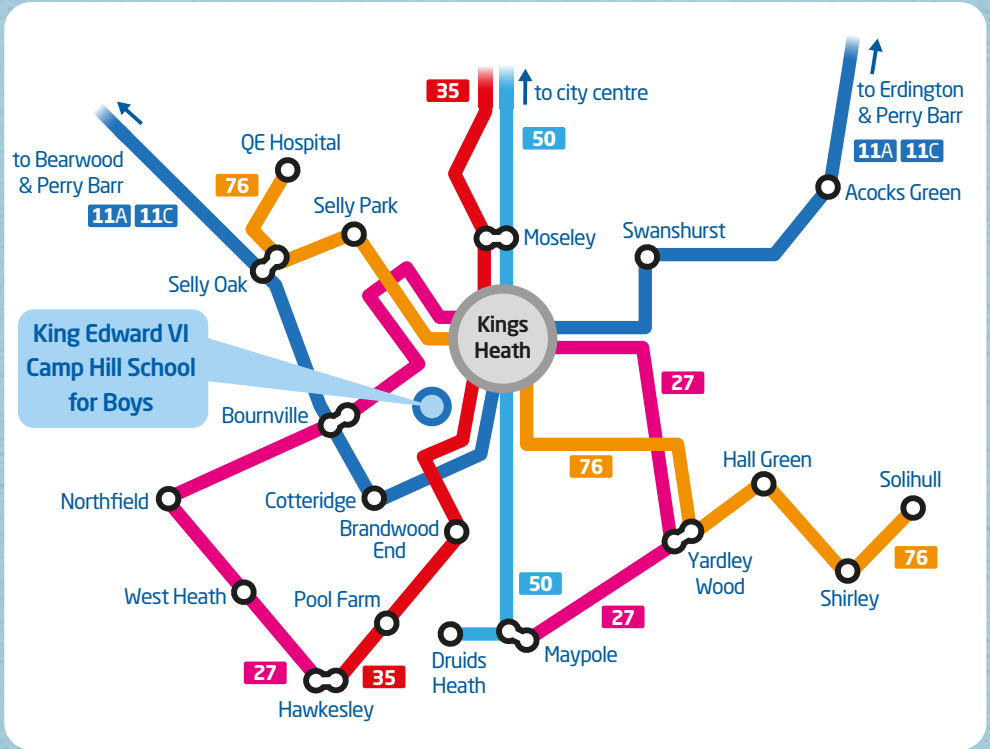 35
to city centre
50
to Erdington
& Perry Barr
11A 11C
QE Hospital
to Bearwood
& Perry Barr
76
11A 11C
Selly Park
Acocks Green
Moseley
Swanshurst
Selly Oak
Kings
Heath
King Edward VI
Camp Hill School
for Boys
27
Bournville
76
Hall Green
Solihull
Northfield
Cotteridge
Brandwood
End
Yardley
Wood
76
50
Shirley
West Heath
Pool Farm
27
Druids
Heath
Maypole
27
35
Hawkesley